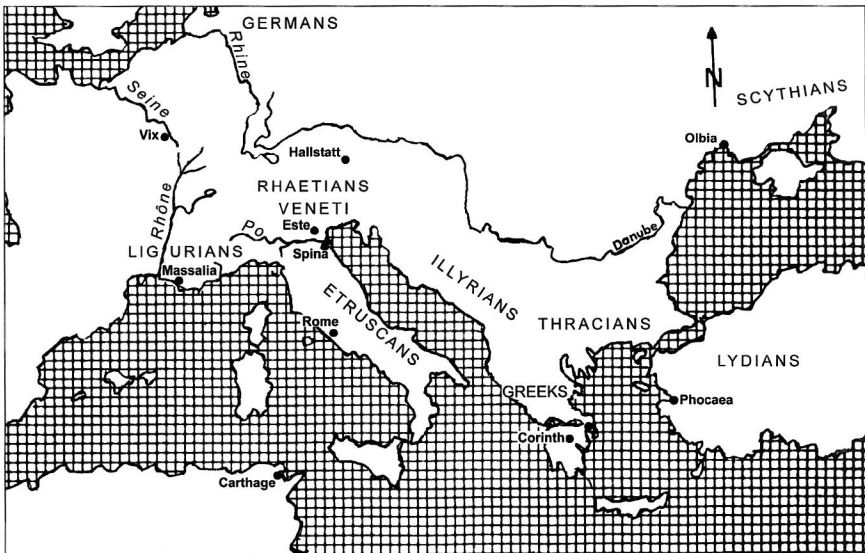 GERMANS
Rhine
N
SCYTHIANS
Seine
Vix
Olbia
Hallstatt
RHAETIANS
VENETI
Rhône
Este
Po
Spina
Danube
LIGURIANS
Massalia
ILLYRIANS
ETRUSCANS
Rome
THRACIANS
LYDIANS
GREEKS
Phocaea
Corinth
Carthage